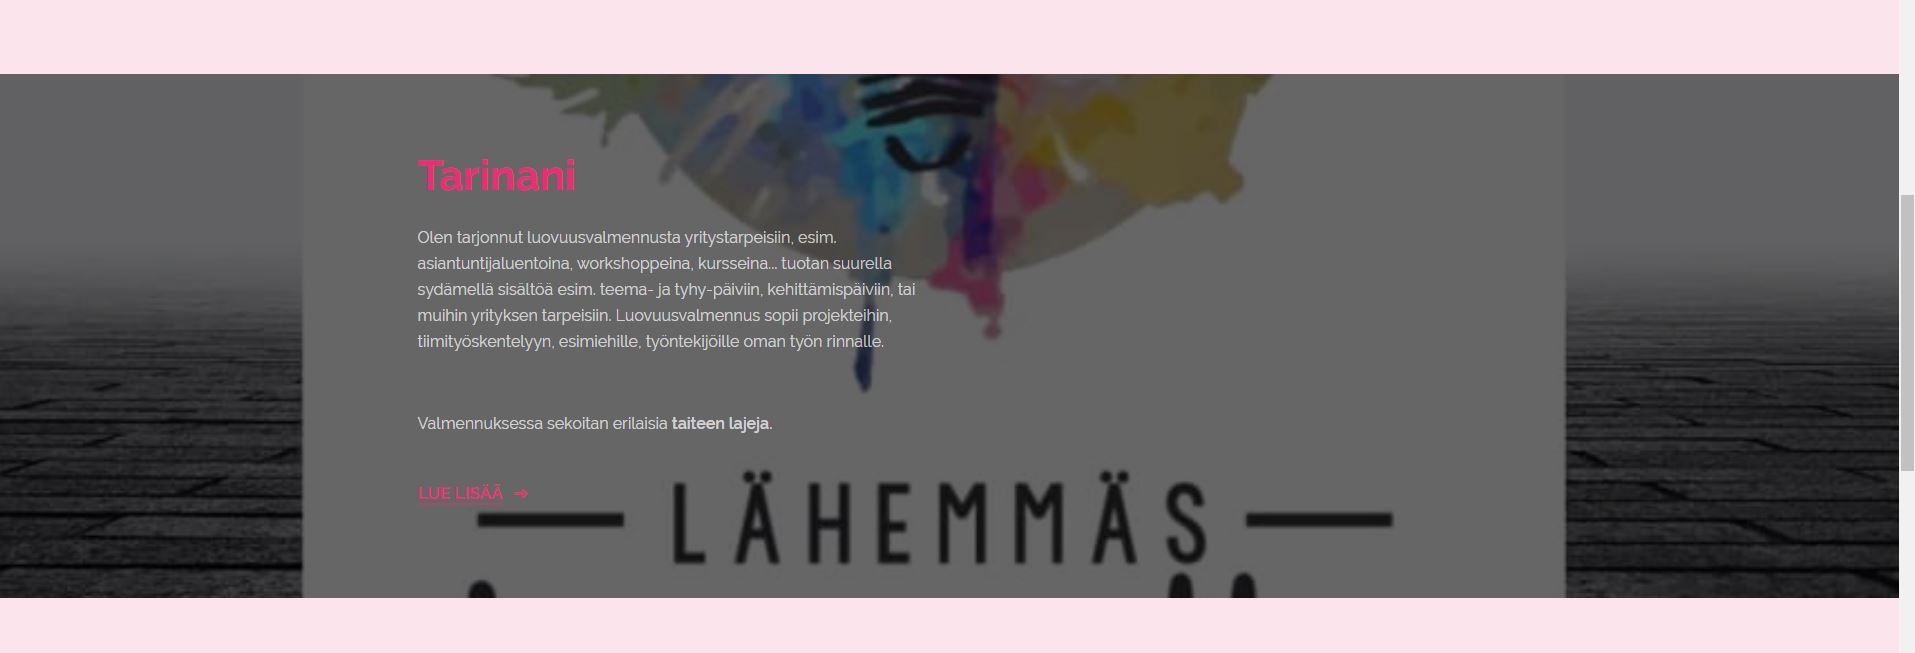 Tarinani
Olen tarjonnut luovuusvalmennusta yritystarpeisiin, esim.
asiantuntijaluentoina, workshoppeina, kursseina... tuotan suurella
sydämellä sisältöä esim. teema- ja tyhy-päiviin, kehittämispäiviin, tai
muihin yrityksen tarpeisiin. Luovuusvalmennus sopii projekteihin,
tiimityöskentelyyn, esimiehille, työntekijöille oman työn rinnalle.
Valmennuksessa sekoitan erilaisia taiteen lajeja.
LUE LISÄÄ →
LÄHEMMÄS